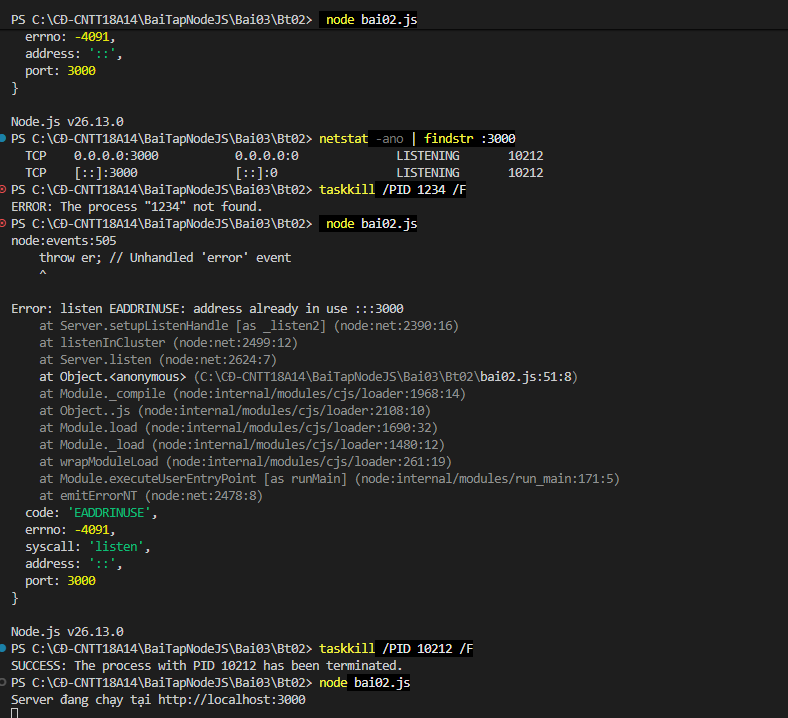 PS C:\CĐ-CNTT18A14\BaiTapNodeJS\Bai03\Bt02> node bai02.js
errno: -4091,
address: '::',
port: 3000
}
Node.js v26.13.0
PS C:\CĐ-CNTT18A14\BaiTapNodeJS\Bai03\Bt02> netstat -ano | findstr :3000
TCP    0.0.0.0:3000           0.0.0.0:0              LISTENING       10212
TCP    [::]:3000              [::]:0                 LISTENING       10212
PS C:\CĐ-CNTT18A14\BaiTapNodeJS\Bai03\Bt02> taskkill /PID 1234 /F
ERROR: The process "1234" not found.
PS C:\CĐ-CNTT18A14\BaiTapNodeJS\Bai03\Bt02> node bai02.js
node:events:505
throw er; // Unhandled 'error' event
^
Error: listen EADDRINUSE: address already in use :::3000
at Server.setupListenHandle [as _listen2] (node:net:2390:16)
at listenInCluster (node:net:2499:12)
at Server.listen (node:net:2624:7)
at Object.<anonymous> (C:\CĐ-CNTT18A14\BaiTapNodeJS\Bai03\Bt02\bai02.js:51:8)
at Module._compile (node:internal/modules/cjs/loader:1968:14)
at Object..js (node:internal/modules/cjs/loader:2108:10)
at Module.load (node:internal/modules/cjs/loader:1690:32)
at Module._load (node:internal/modules/cjs/loader:1480:12)
at wrapModuleLoad (node:internal/modules/cjs/loader:261:19)
at Module.executeUserEntryPoint [as runMain] (node:internal/modules/run_main:171:5)
at emitErrorNT (node:net:2478:8)
code: 'EADDRINUSE',
errno: -4091,
syscall: 'listen',
address: '::',
port: 3000
}
Node.js v26.13.0
PS C:\CĐ-CNTT18A14\BaiTapNodeJS\Bai03\Bt02> taskkill /PID 10212 /F
SUCCESS: The process with PID 10212 has been terminated.
PS C:\CĐ-CNTT18A14\BaiTapNodeJS\Bai03\Bt02> node bai02.js
Server đang chạy tại http://localhost:3000